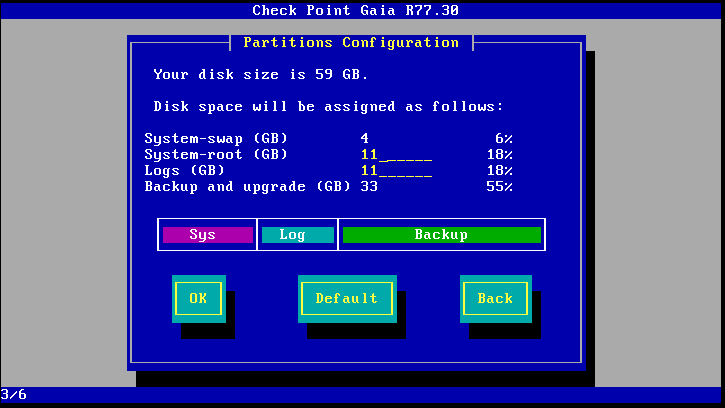 Check Point Gaia R77.30
Partitions Configuration
Your disk size is 59 GB.
Disk space will be assigned as follows:
System-swap (GB) 4 6%
System-root (GB) 11______ 18%
Logs (GB) 11______ 18%
Backup and upgrade (GB) 33 55%
Sys Log Backup
OK Default Back
3/6